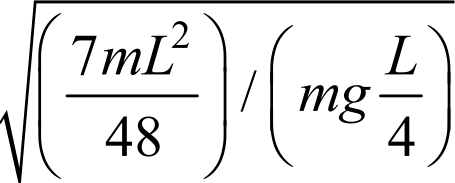 √((7mL²/48) / (mg L/4))